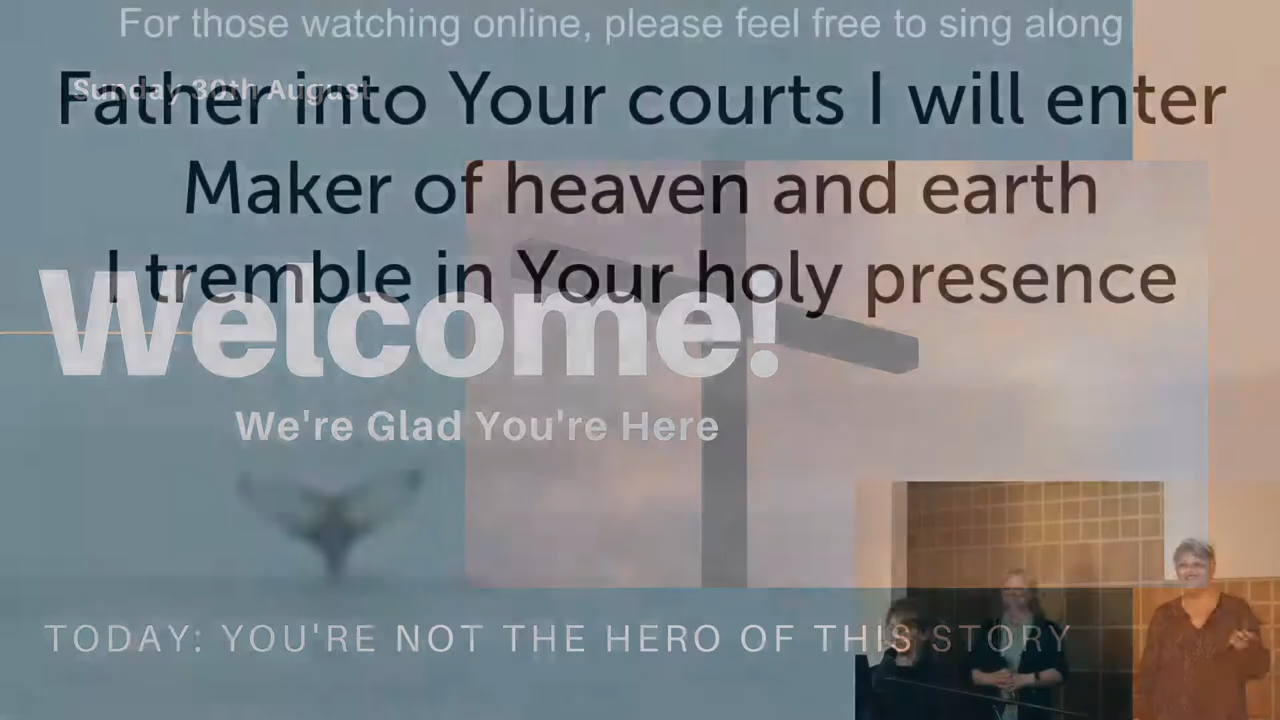 For those watching online, please feel free to sing along
Sunday 30th August
Father into Your courts I will enter
Maker of heaven and earth
I tremble in Your holy presence
Welcome!
We're Glad You're Here
TODAY: YOU'RE NOT THE HERO OF THIS STORY